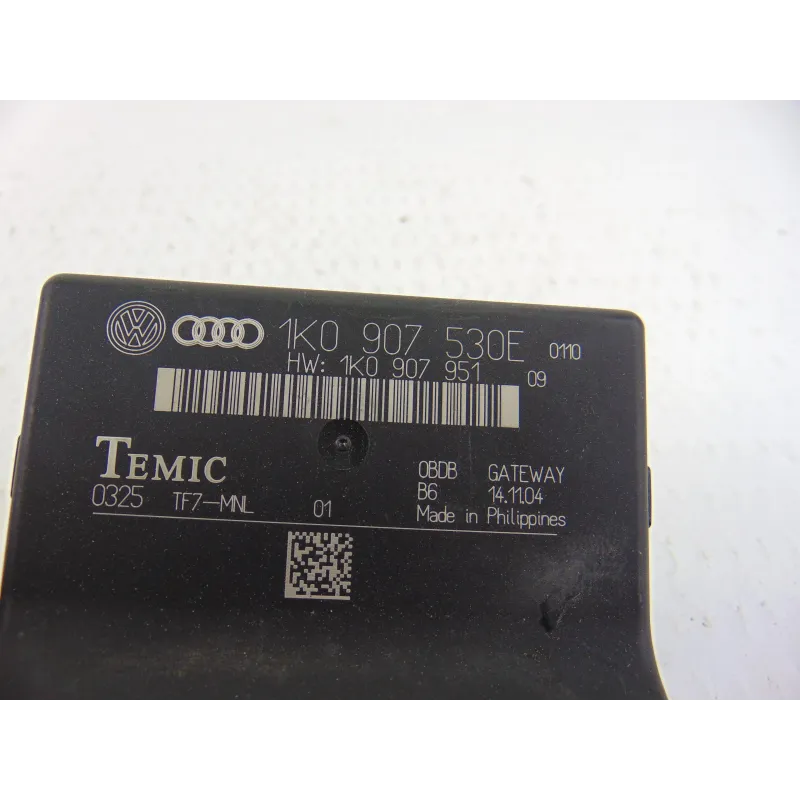 1K0 907 530E 0110
HW: 1K0 907 951 09
TEMIC 0BDB GATEWAY
0325 TF7-MNL 01 B6 14.11.04
Made in Philippines